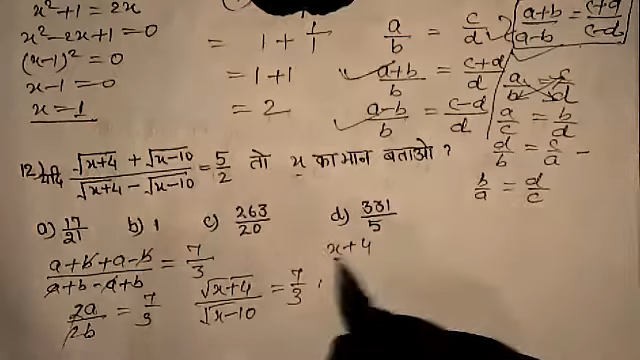 x²+1 = 2x
x²-2x+1 = 0
(x-1)² = 0
x-1 = 0
x = 1
= 1 + 1/1
= 1+1
= 2
a/b = c/d
(a+b)/b = (c+d)/d
(a-b)/b = (c-d)/d
(a+b)/(a-b) = (c+d)/(c-d)
a/b = c/d
a/c = b/d
d/b = c/a
b/a = d/c
12) यदि (√x+4 + √x-10)/(√x+4 - √x-10) = 5/2 तो x का मान बताओ ?
a) 17/21 b) 1 c) 263/20 d) 331/5
(a+b+a-b)/(a+b-a+b) = 7/3
2a/2b = 7/3
√x+4/√x-10 = 7/3
x+4